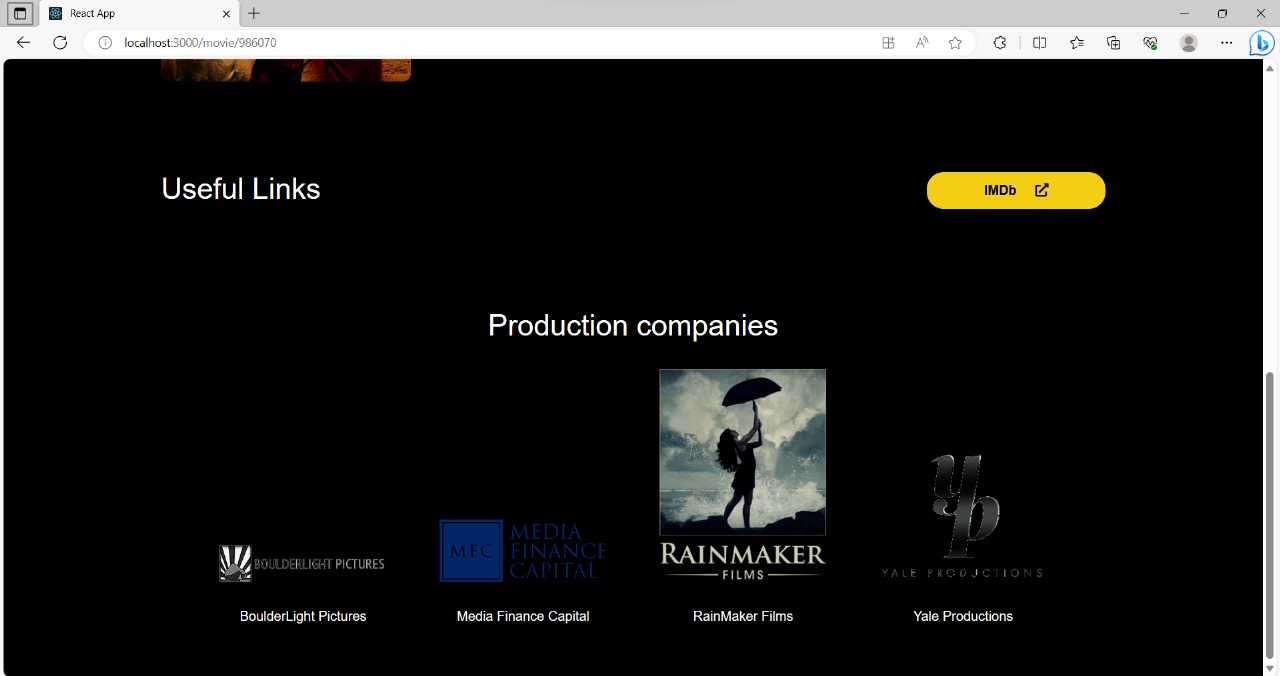 React App
localhost:3000/movie/986070
Useful Links
IMDb
Production companies
BOULDERLIGHT PICTURES
MFC
MEDIA
FINANCE
CAPITAL
RAINMAKER
FILMS
yp
YALE PRODUCTIONS
BoulderLight Pictures
Media Finance Capital
RainMaker Films
Yale Productions